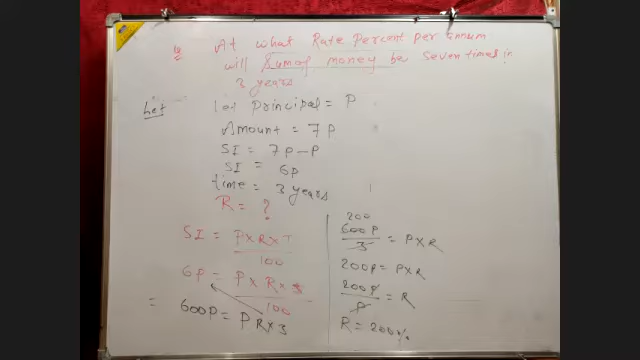 Q At what Rate Percent per annum
will Sum of money be seven times in
3 years
Let
let principal = P
Amount = 7P
SI = 7P-P
SI = 6P
time = 3 years
R = ?
SI = P×R×T
100
6P = P × R × 3
100
= 600P = P R×3
200
600P
3
= P×R
200P = P×R
200P
P
= R
R = 200%